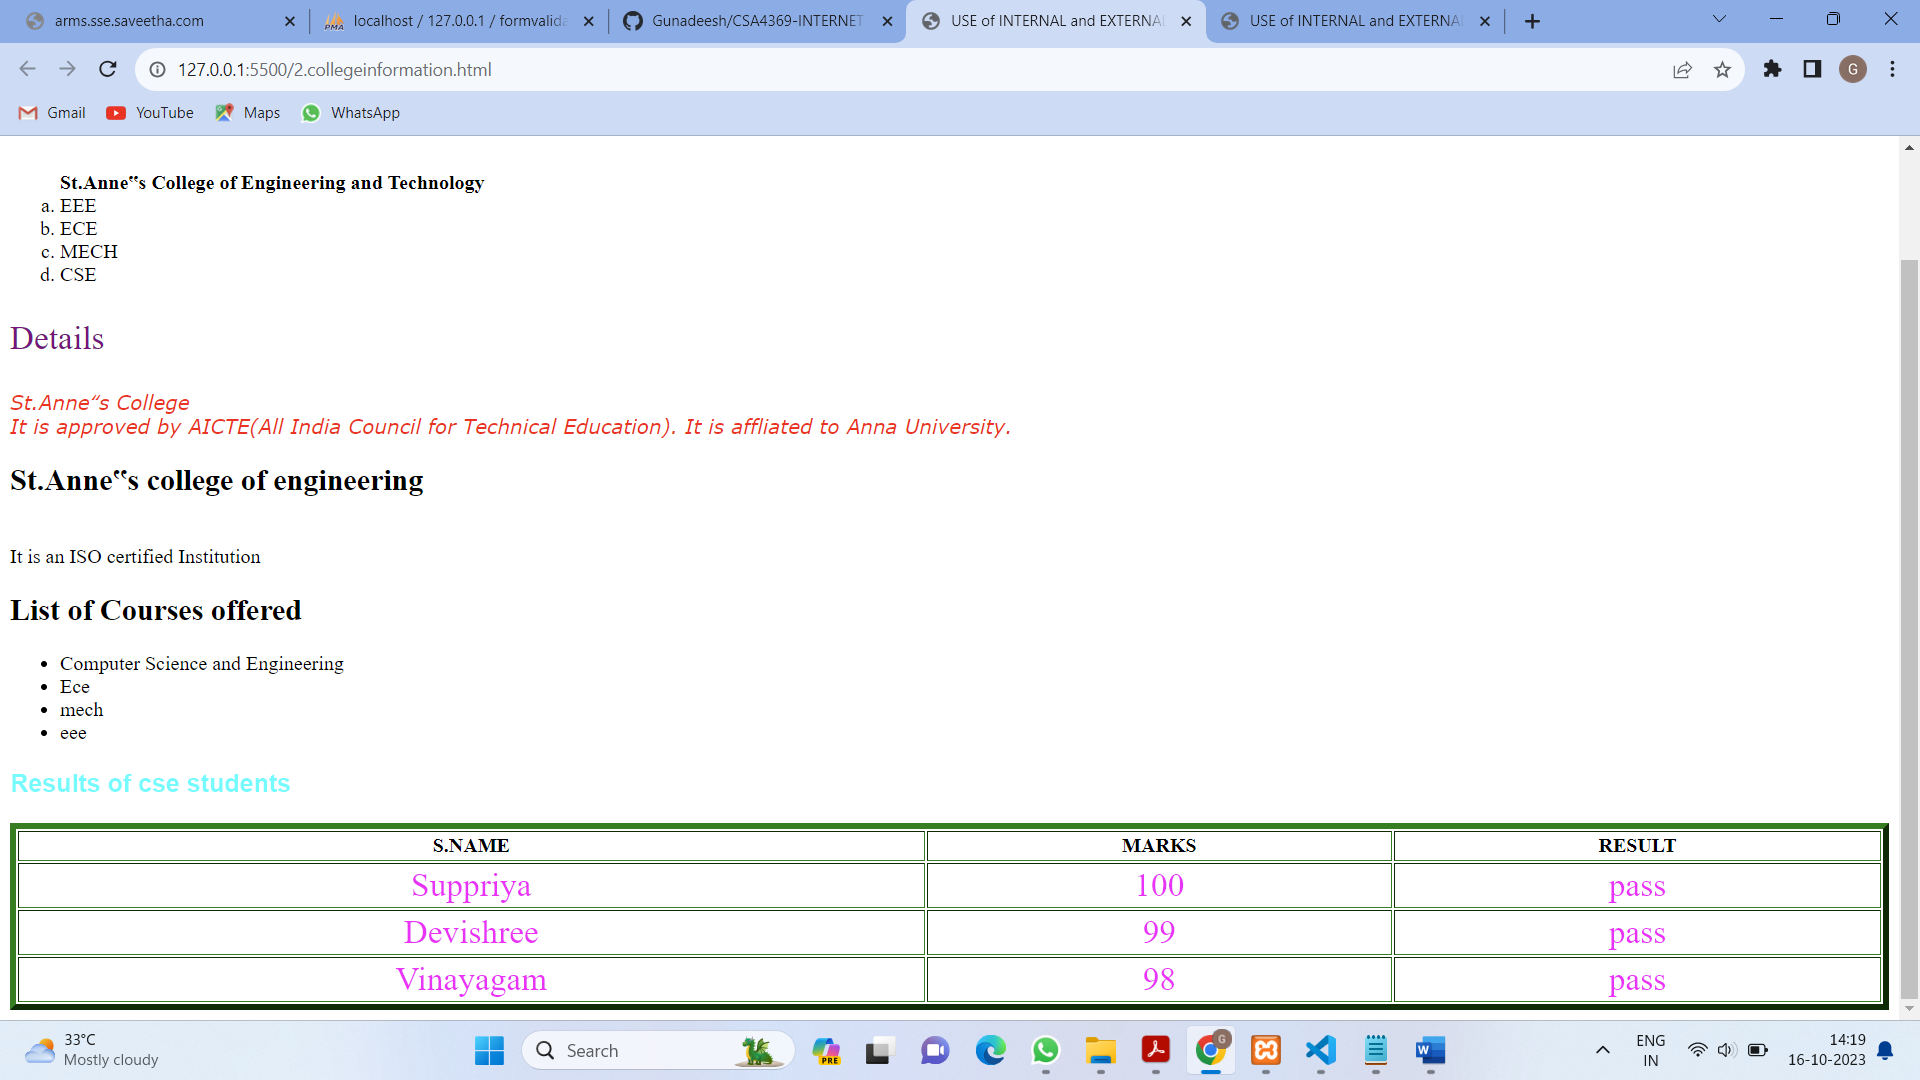 arms.sse.saveetha.com
localhost / 127.0.0.1 / formvalida
Gunadeesh/CSA4369-INTERNET
USE of INTERNAL and EXTERNAL
USE of INTERNAL and EXTERNAL
127.0.0.1:5500/2.collegeinformation.html
G
Gmail
YouTube
Maps
WhatsApp
St.Anne‟s College of Engineering and Technology
a. EEE
b. ECE
c. MECH
d. CSE
Details
St.Anne‟s College
It is approved by AICTE(All India Council for Technical Education). It is affliated to Anna University.
St.Anne‟s college of engineering
It is an ISO certified Institution
List of Courses offered
• Computer Science and Engineering
• Ece
• mech
• eee
Results of cse students
S.NAME MARKS RESULT
Suppriya 100 pass
Devishree 99 pass
Vinayagam 98 pass
33°C
Mostly cloudy
Search
PRE
G
ENG
IN
14:19
16-10-2023